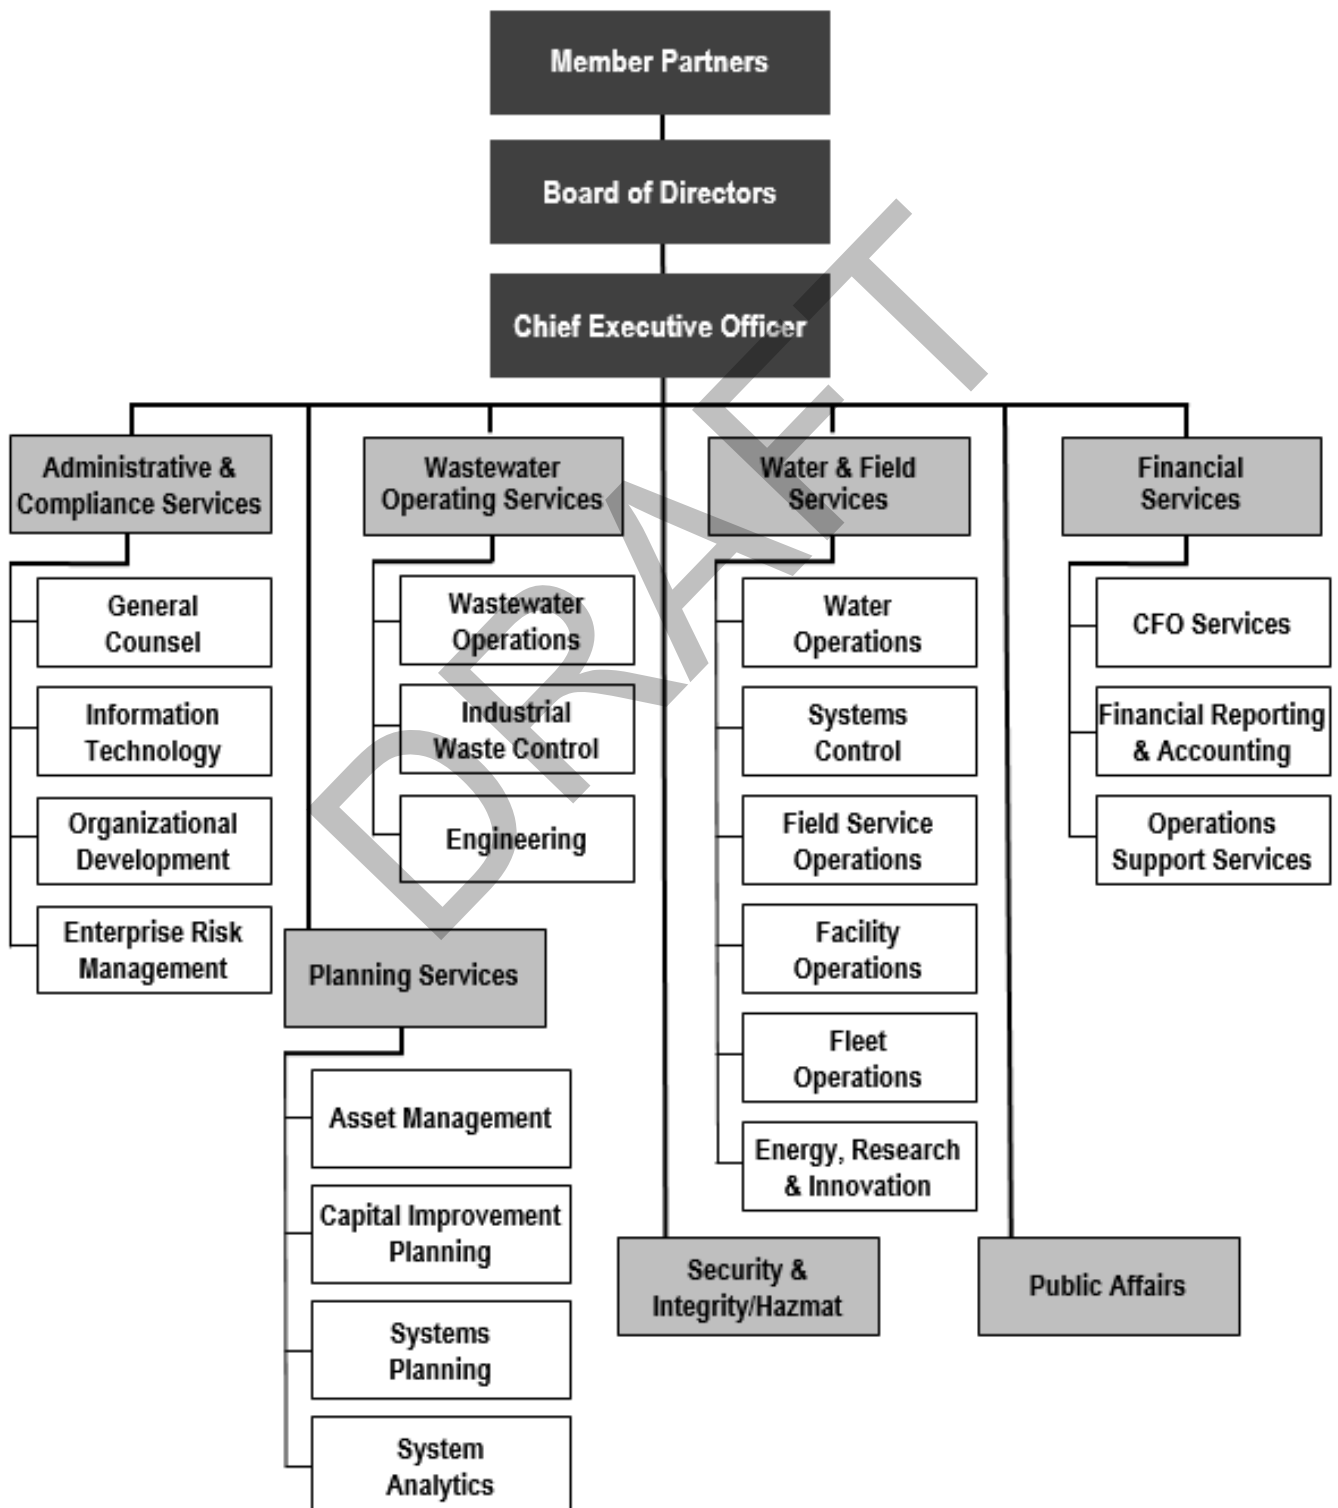 Member Partners
Board of Directors
Chief Executive Officer
Administrative &
Compliance Services
General
Counsel
Information
Technology
Organizational
Development
Enterprise Risk
Management
Planning Services
Asset Management
Capital Improvement
Planning
Systems
Planning
System
Analytics
Wastewater
Operating Services
Wastewater
Operations
Industrial
Waste Control
Engineering
Water & Field
Services
Water
Operations
Systems
Control
Field Service
Operations
Facility
Operations
Fleet
Operations
Energy, Research
& Innovation
Security &
Integrity/Hazmat
Public Affairs
Financial
Services
CFO Services
Financial Reporting
& Accounting
Operations
Support Services
DRAFT